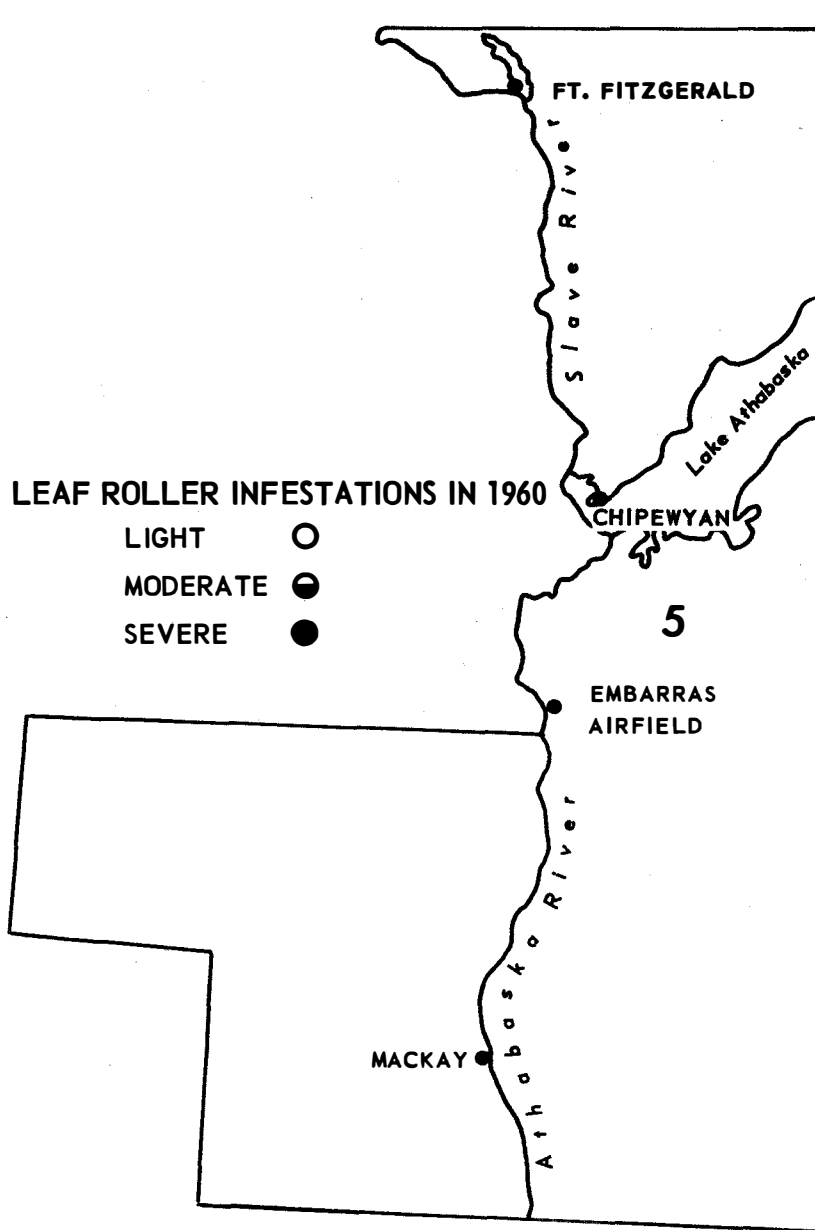 FT. FITZGERALD
Slave River
Lake Athabaska
LEAF ROLLER INFESTATIONS IN 1960
CHIPEWYAN
LIGHT
MODERATE
SEVERE
5
EMBARRAS
AIRFIELD
Athabaska River
MACKAY